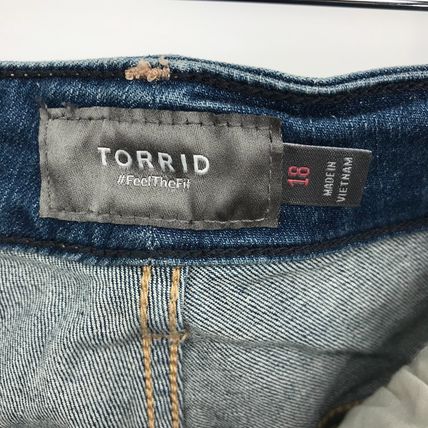 TORRID
#FeelTheFit
18
MADE IN
VIETNAM